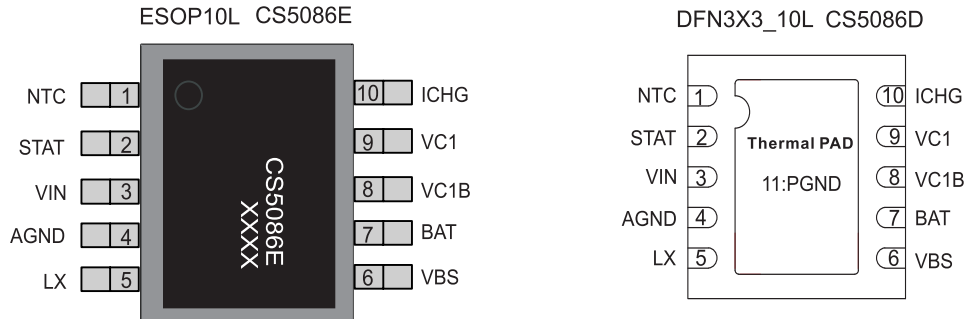 ESOP10L CS5086E
NTC 1
STAT 2
VIN 3
AGND 4
LX 5
10 ICHG
9 VC1
8 VC1B
7 BAT
6 VBS
CS5086E
XXXX
DFN3X3_10L CS5086D
NTC 1
STAT 2
VIN 3
AGND 4
LX 5
Thermal PAD
11:PGND
10 ICHG
9 VC1
8 VC1B
7 BAT
6 VBS